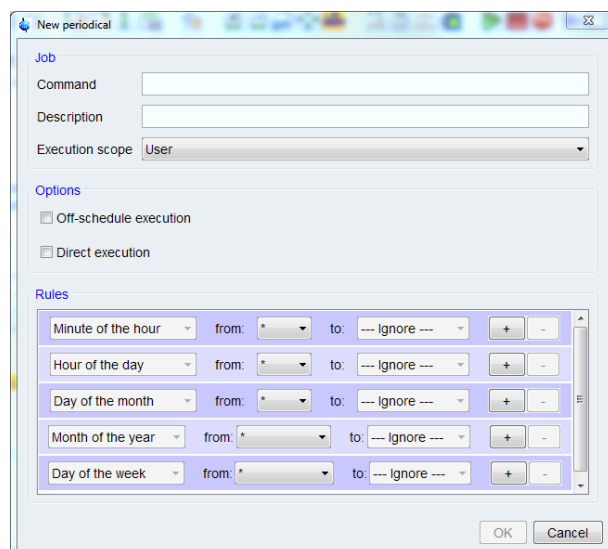 New periodical
Job
Command
Description
Execution scope User
Options
Off-schedule execution
Direct execution
Rules
Minute of the hour from: * to: --- Ignore --- + -
Hour of the day from: * to: --- Ignore --- + -
Day of the month from: * to: --- Ignore --- + -
Month of the year from: * to: --- Ignore --- + -
Day of the week from: * to: --- Ignore --- + -
OK Cancel